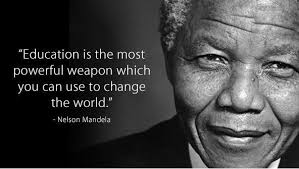 “Education is the most
powerful weapon which
you can use to change
the world.”
- Nelson Mandela